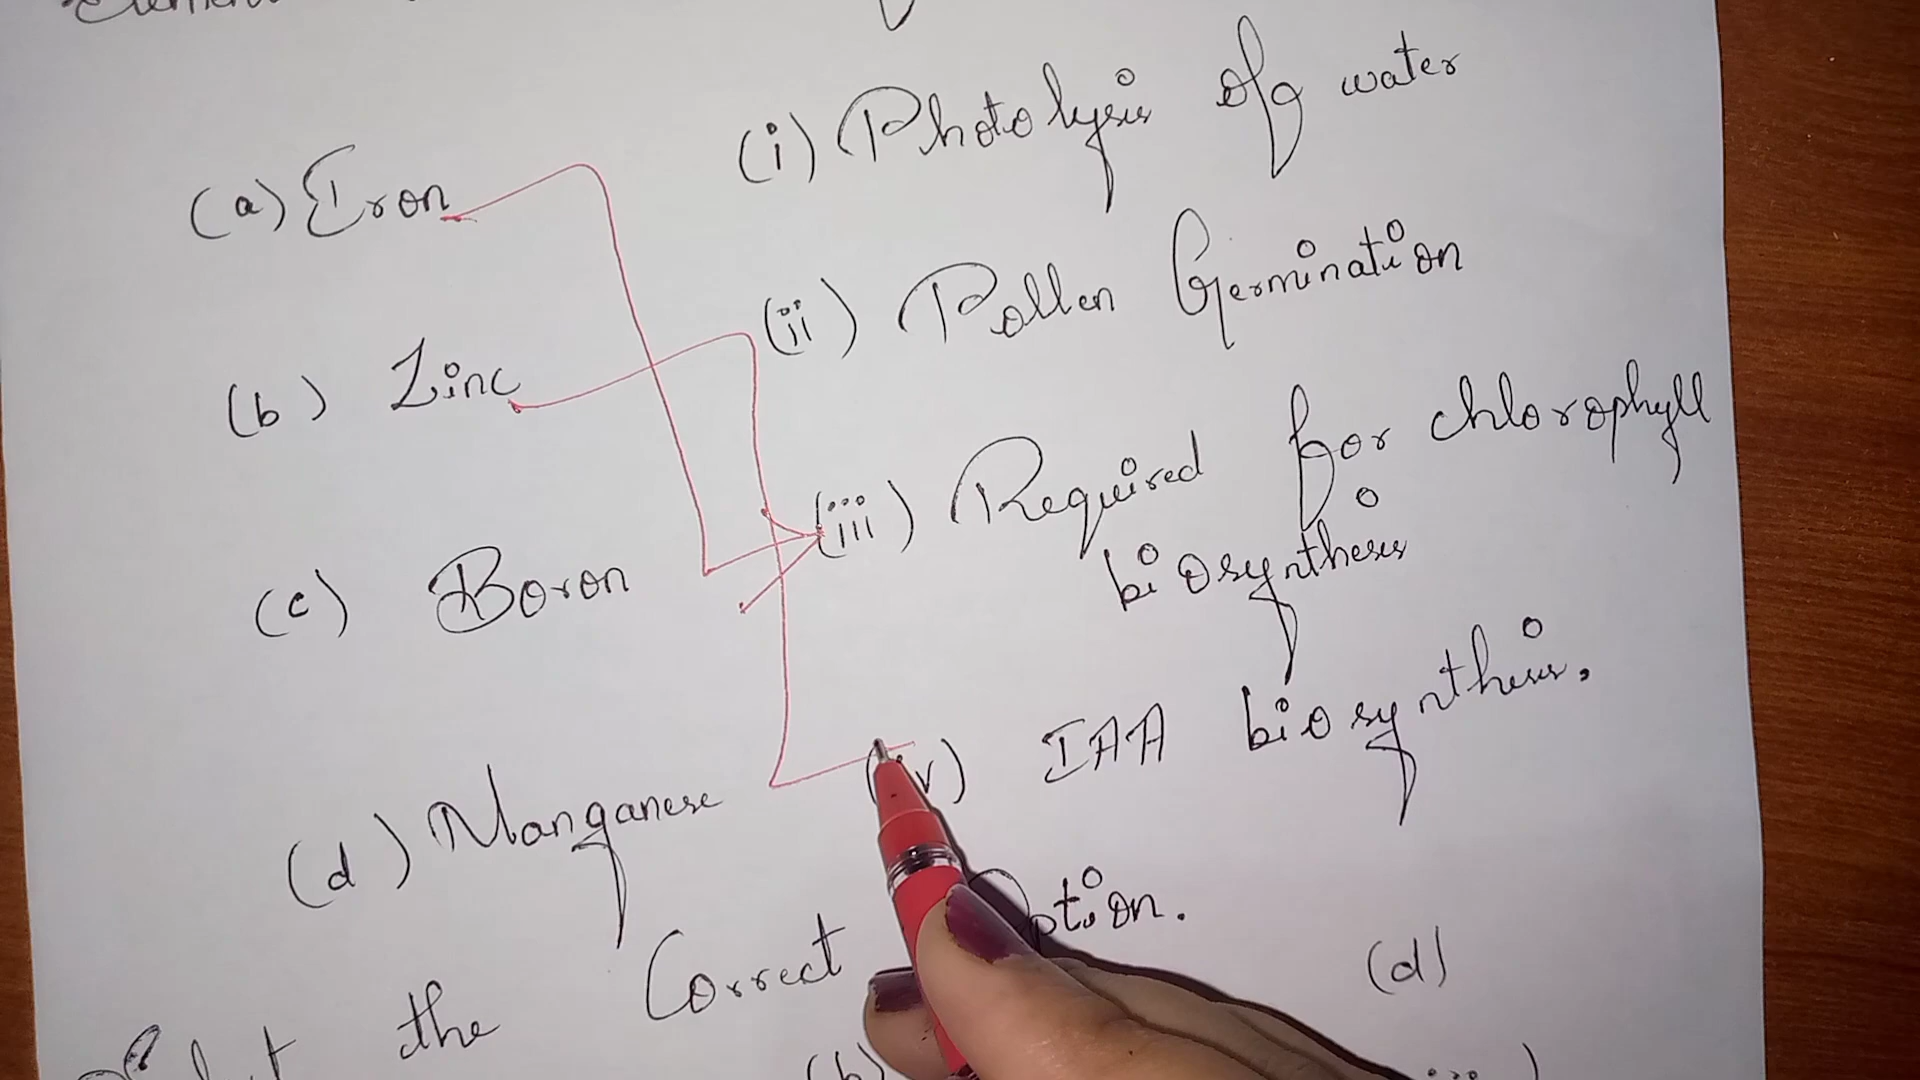 (a) Iron (i) Photolysis of water
(b) Zinc (ii) Pollen Germination
(c) Boron (iii) Required for chlorophyll
biosynthesis
(d) Manganese (iv) IAA biosynthesis.
the Correct Option.
(b) (d)